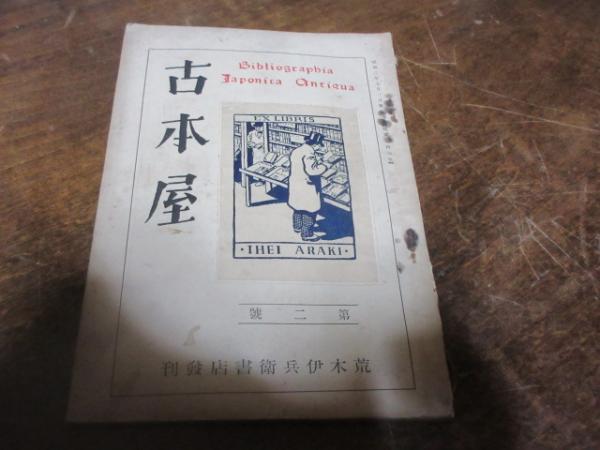 Bibliographia
Japonica Antiqua
古本屋
EX LIBRIS
·IHEI ARAKI·
號二第
刊發店書衞兵伊木荒